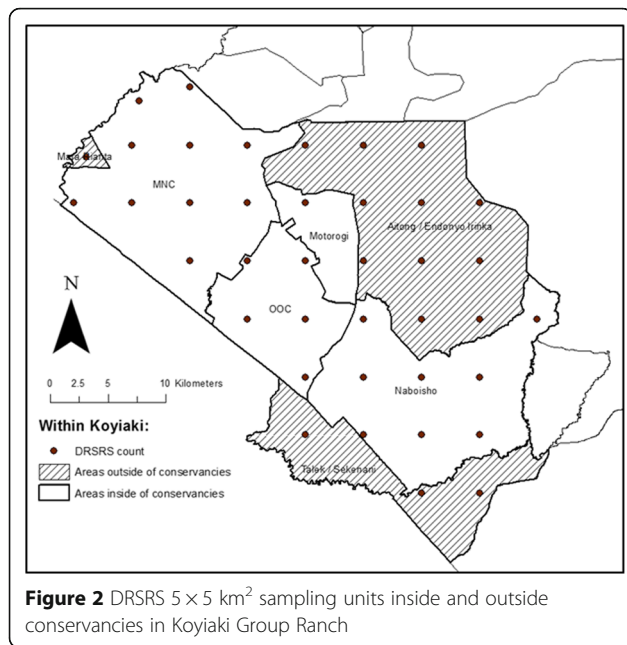 Mara Rianta
MNC
Motorogi
Aitong / Endonyo Irinka
N
OOC
0 2.5 5 10 Kilometers
Naboisho
Within Koyiaki:
DRSRS count
Areas outside of conservancies
Areas inside of conservancies
Talek / Sekenani
Figure 2 DRSRS 5 × 5 km² sampling units inside and outside
conservancies in Koyiaki Group Ranch